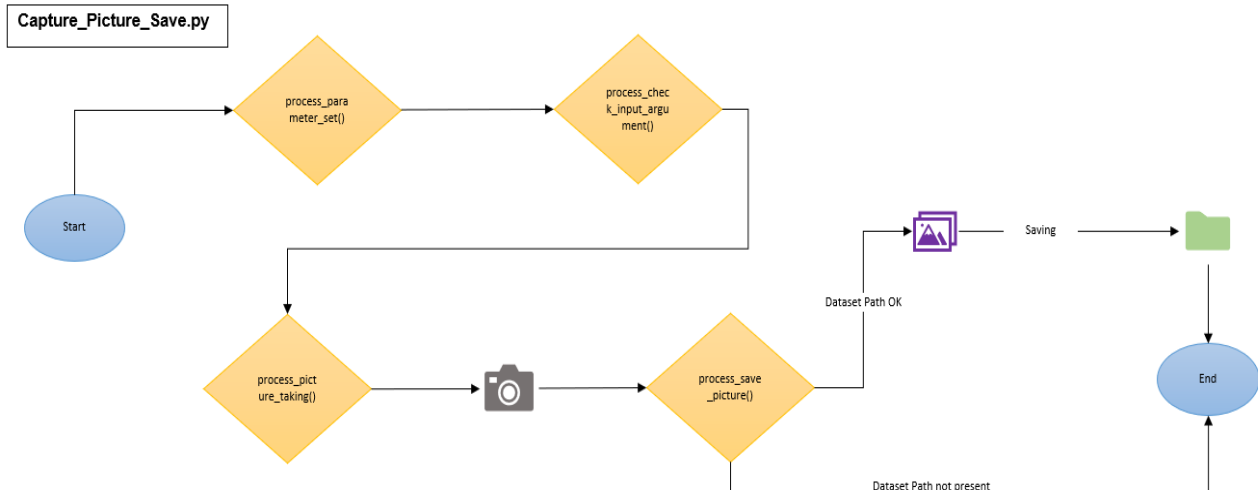 Capture_Picture_Save.py
process_para
meter_set()
process_chec
k_input_argu
ment()
Start
Saving
Dataset Path OK
process_pict
ure_taking()
process_save
_picture()
End
Dataset Path not present